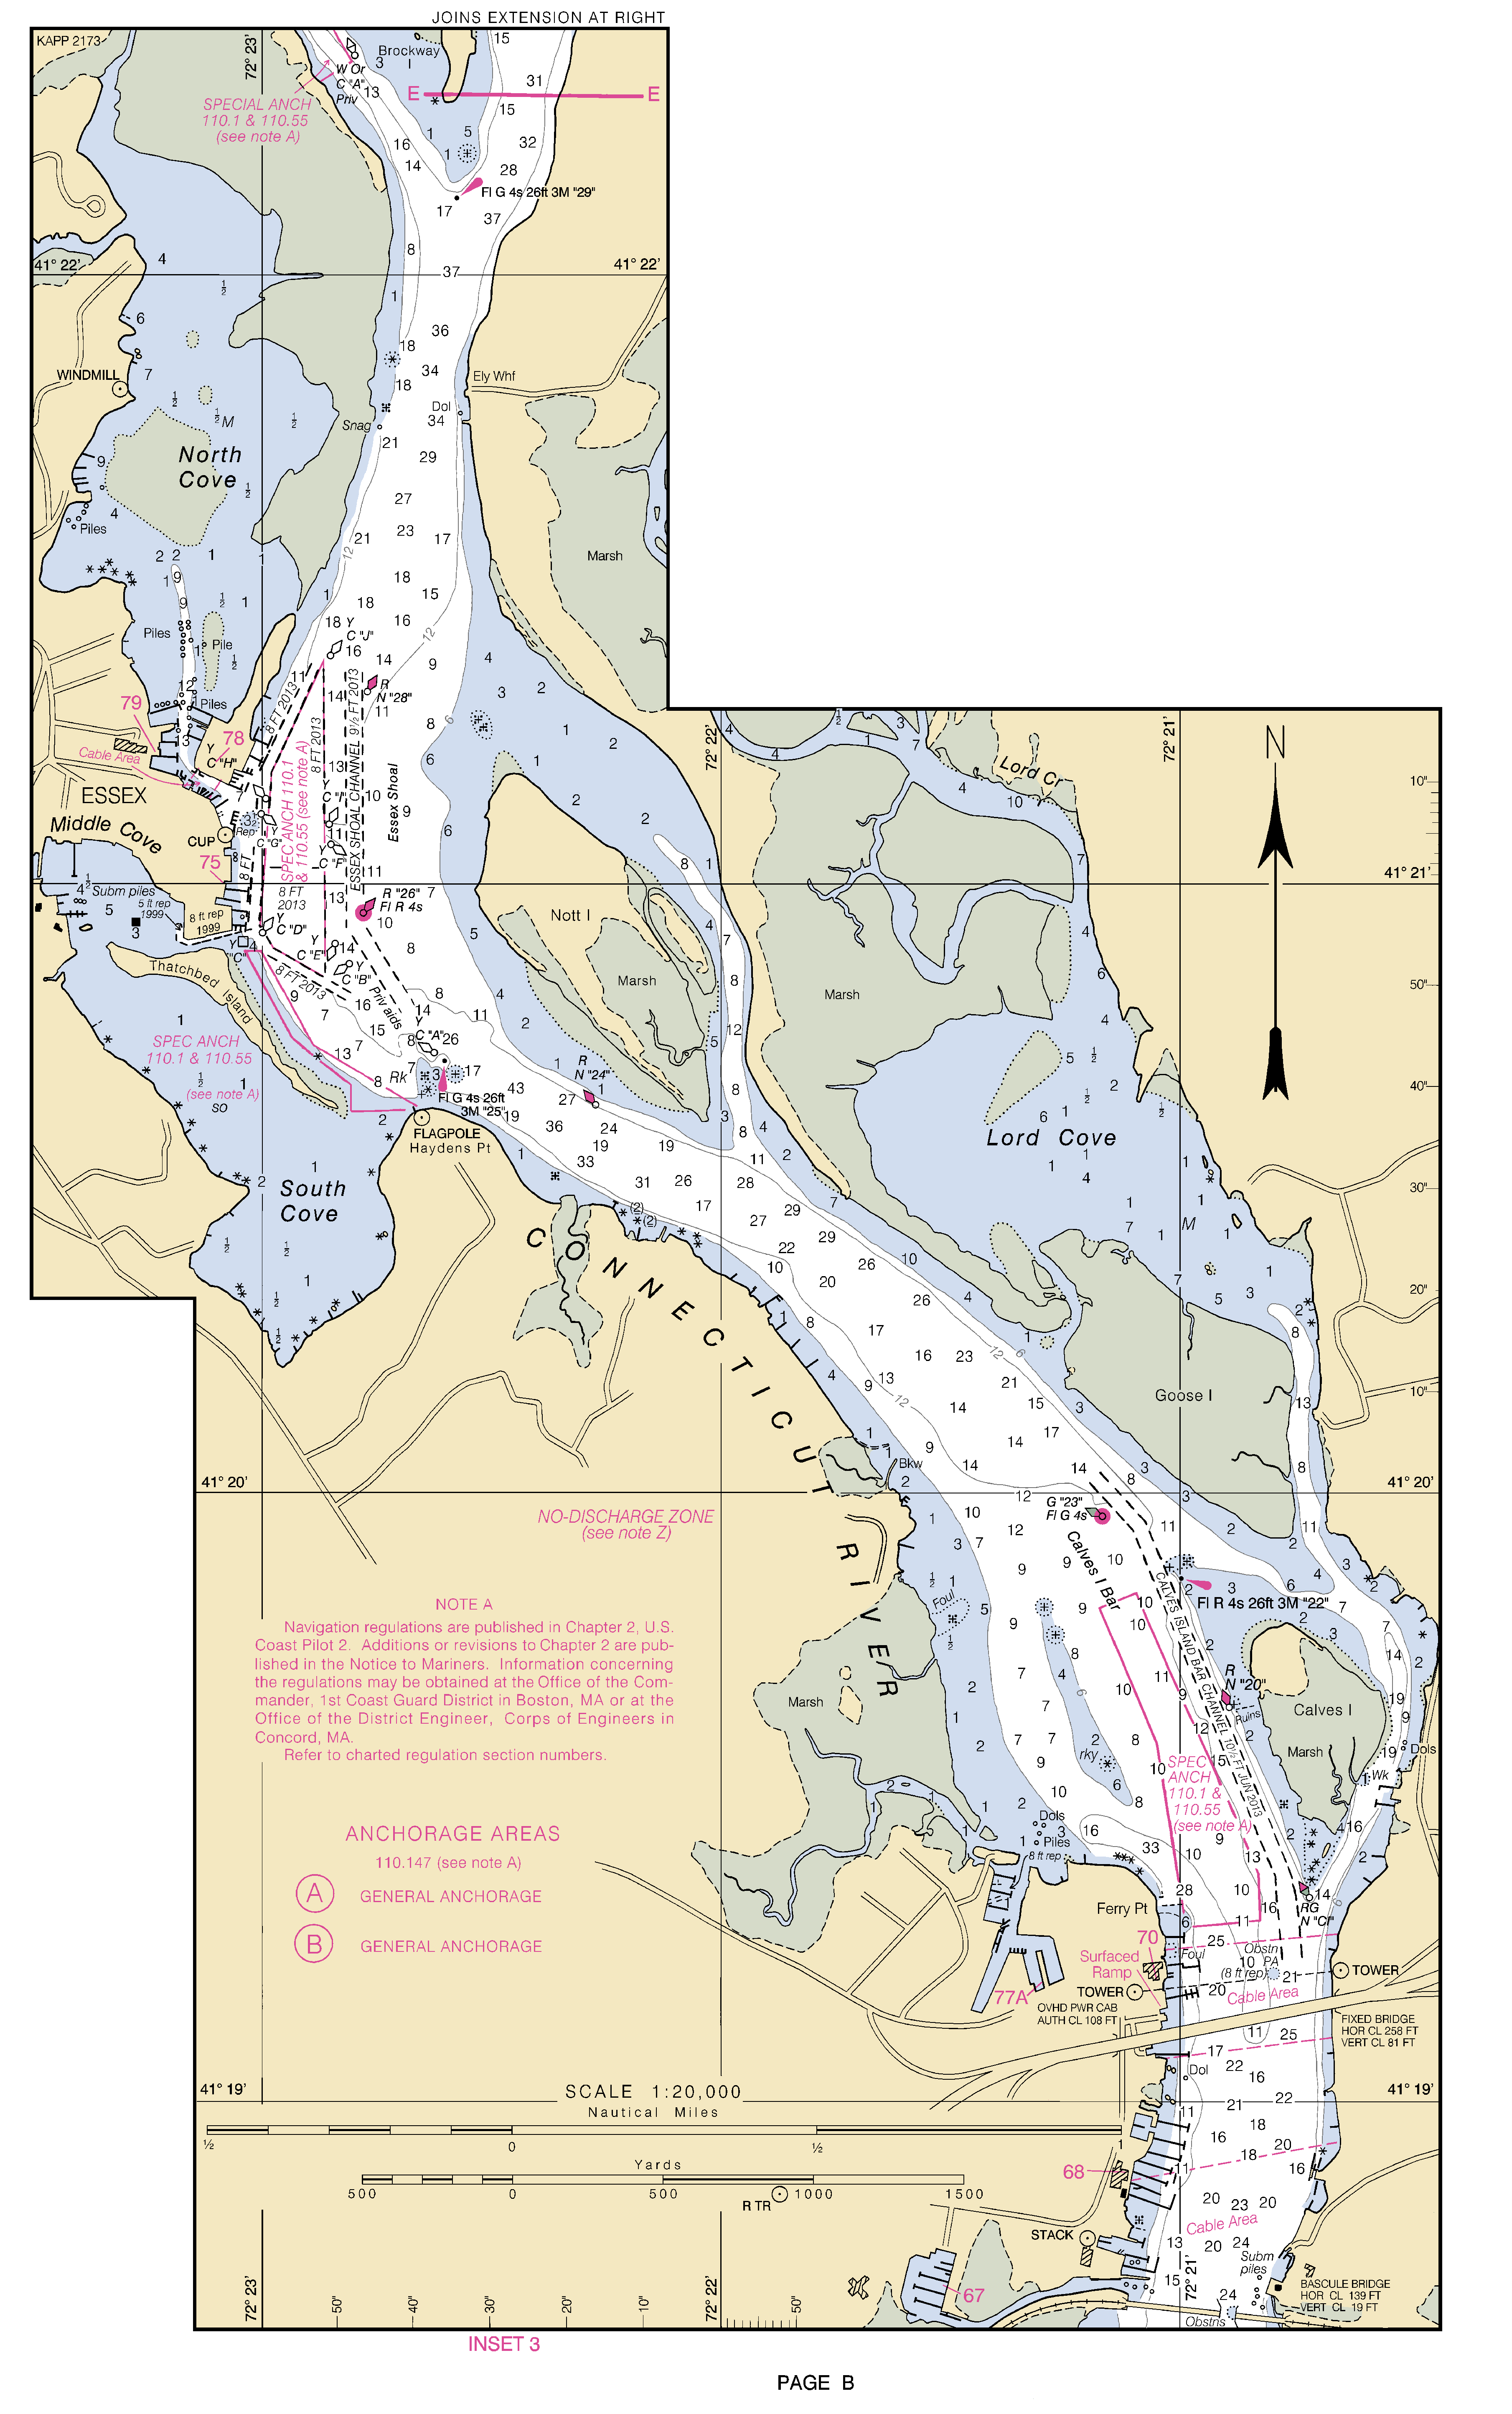 JOINS EXTENSION AT RIGHT
KAPP 2173
72° 23'
Brockway
I
W Or
C "A"
Priv
SPECIAL ANCH
110.1 & 110.55
(see note A)
E
E
Fl G 4s 26ft 3M "29"
41° 22'
41° 22'
WINDMILL
Ely Whf
Dol
Snag
North
Cove
Piles
Marsh
Piles
Pile
Piles
Y
C "J"
R
N "28"
79
78
Cable Area
Y
C "H"
8 FT 2013
SPEC ANCH 110.1
& 110.55 (see note A)
8 FT 2013
ESSEX SHOAL CHANNEL 9½ FT 2013
Essex Shoal
ESSEX
Middle Cove
CUP
75
Rep
Y
C "G"
Y
C "I"
Y
C "F"
8 FT
8 FT
2013
R "26"
Fl R 4s
Subm piles
5 ft rep
1999
8 ft rep
1999
Y
C "D"
Y
"C"
Y
C "E"
Y
C "B"
8 FT 2013
Priv aids
Thatchbed Island
SPEC ANCH
110.1 & 110.55
(see note A)
SO
Y
C "A"
Rk
Fl G 4s 26ft
3M "25"
R
N "24"
FLAGPOLE
Haydens Pt
South
Cove
Nott I
Marsh
Marsh
72° 22'
72° 21'
Lord Cr
N
10"
41° 21'
50"
40"
30"
20"
10"
Lord Cove
M
Goose I
CONNECTICUT RIVER
Bkw
41° 20'
41° 20'
NO-DISCHARGE ZONE
(see note Z)
G "23"
Fl G 4s
Calves I Bar
CALVES ISLAND BAR CHANNEL 10½ FT JUN 2013
Fl R 4s 26ft 3M "22"
Foul
R
N "20"
Ruins
Calves I
Marsh
Dols
Wk
Marsh
rky
SPEC
ANCH
110.1 &
110.55
(see note A)
Dols
Piles
8 ft rep
NOTE A
Navigation regulations are published in Chapter 2, U.S.
Coast Pilot 2. Additions or revisions to Chapter 2 are pub-
lished in the Notice to Mariners. Information concerning
the regulations may be obtained at the Office of the Com-
mander, 1st Coast Guard District in Boston, MA or at the
Office of the District Engineer, Corps of Engineers in
Concord, MA.
Refer to charted regulation section numbers.
ANCHORAGE AREAS
110.147 (see note A)
A GENERAL ANCHORAGE
B GENERAL ANCHORAGE
Ferry Pt
RG
N "CI"
70
Surfaced
Ramp
Foul
Obstn
PA
(8 ft rep)
TOWER
TOWER
Cable Area
77A
OVHD PWR CAB
AUTH CL 108 FT
FIXED BRIDGE
HOR CL 258 FT
VERT CL 81 FT
Dol
41° 19'
41° 19'
SCALE 1:20,000
Nautical Miles
½ 0 ½ 1
Yards
500 0 500 1000 1500
R TR
68
STACK
Cable Area
Subm
piles
67
BASCULE BRIDGE
HOR CL 139 FT
VERT CL 19 FT
Obstns
72° 23'
50"
40"
30"
20"
10"
72° 22'
50"
72° 21'
INSET 3
PAGE B